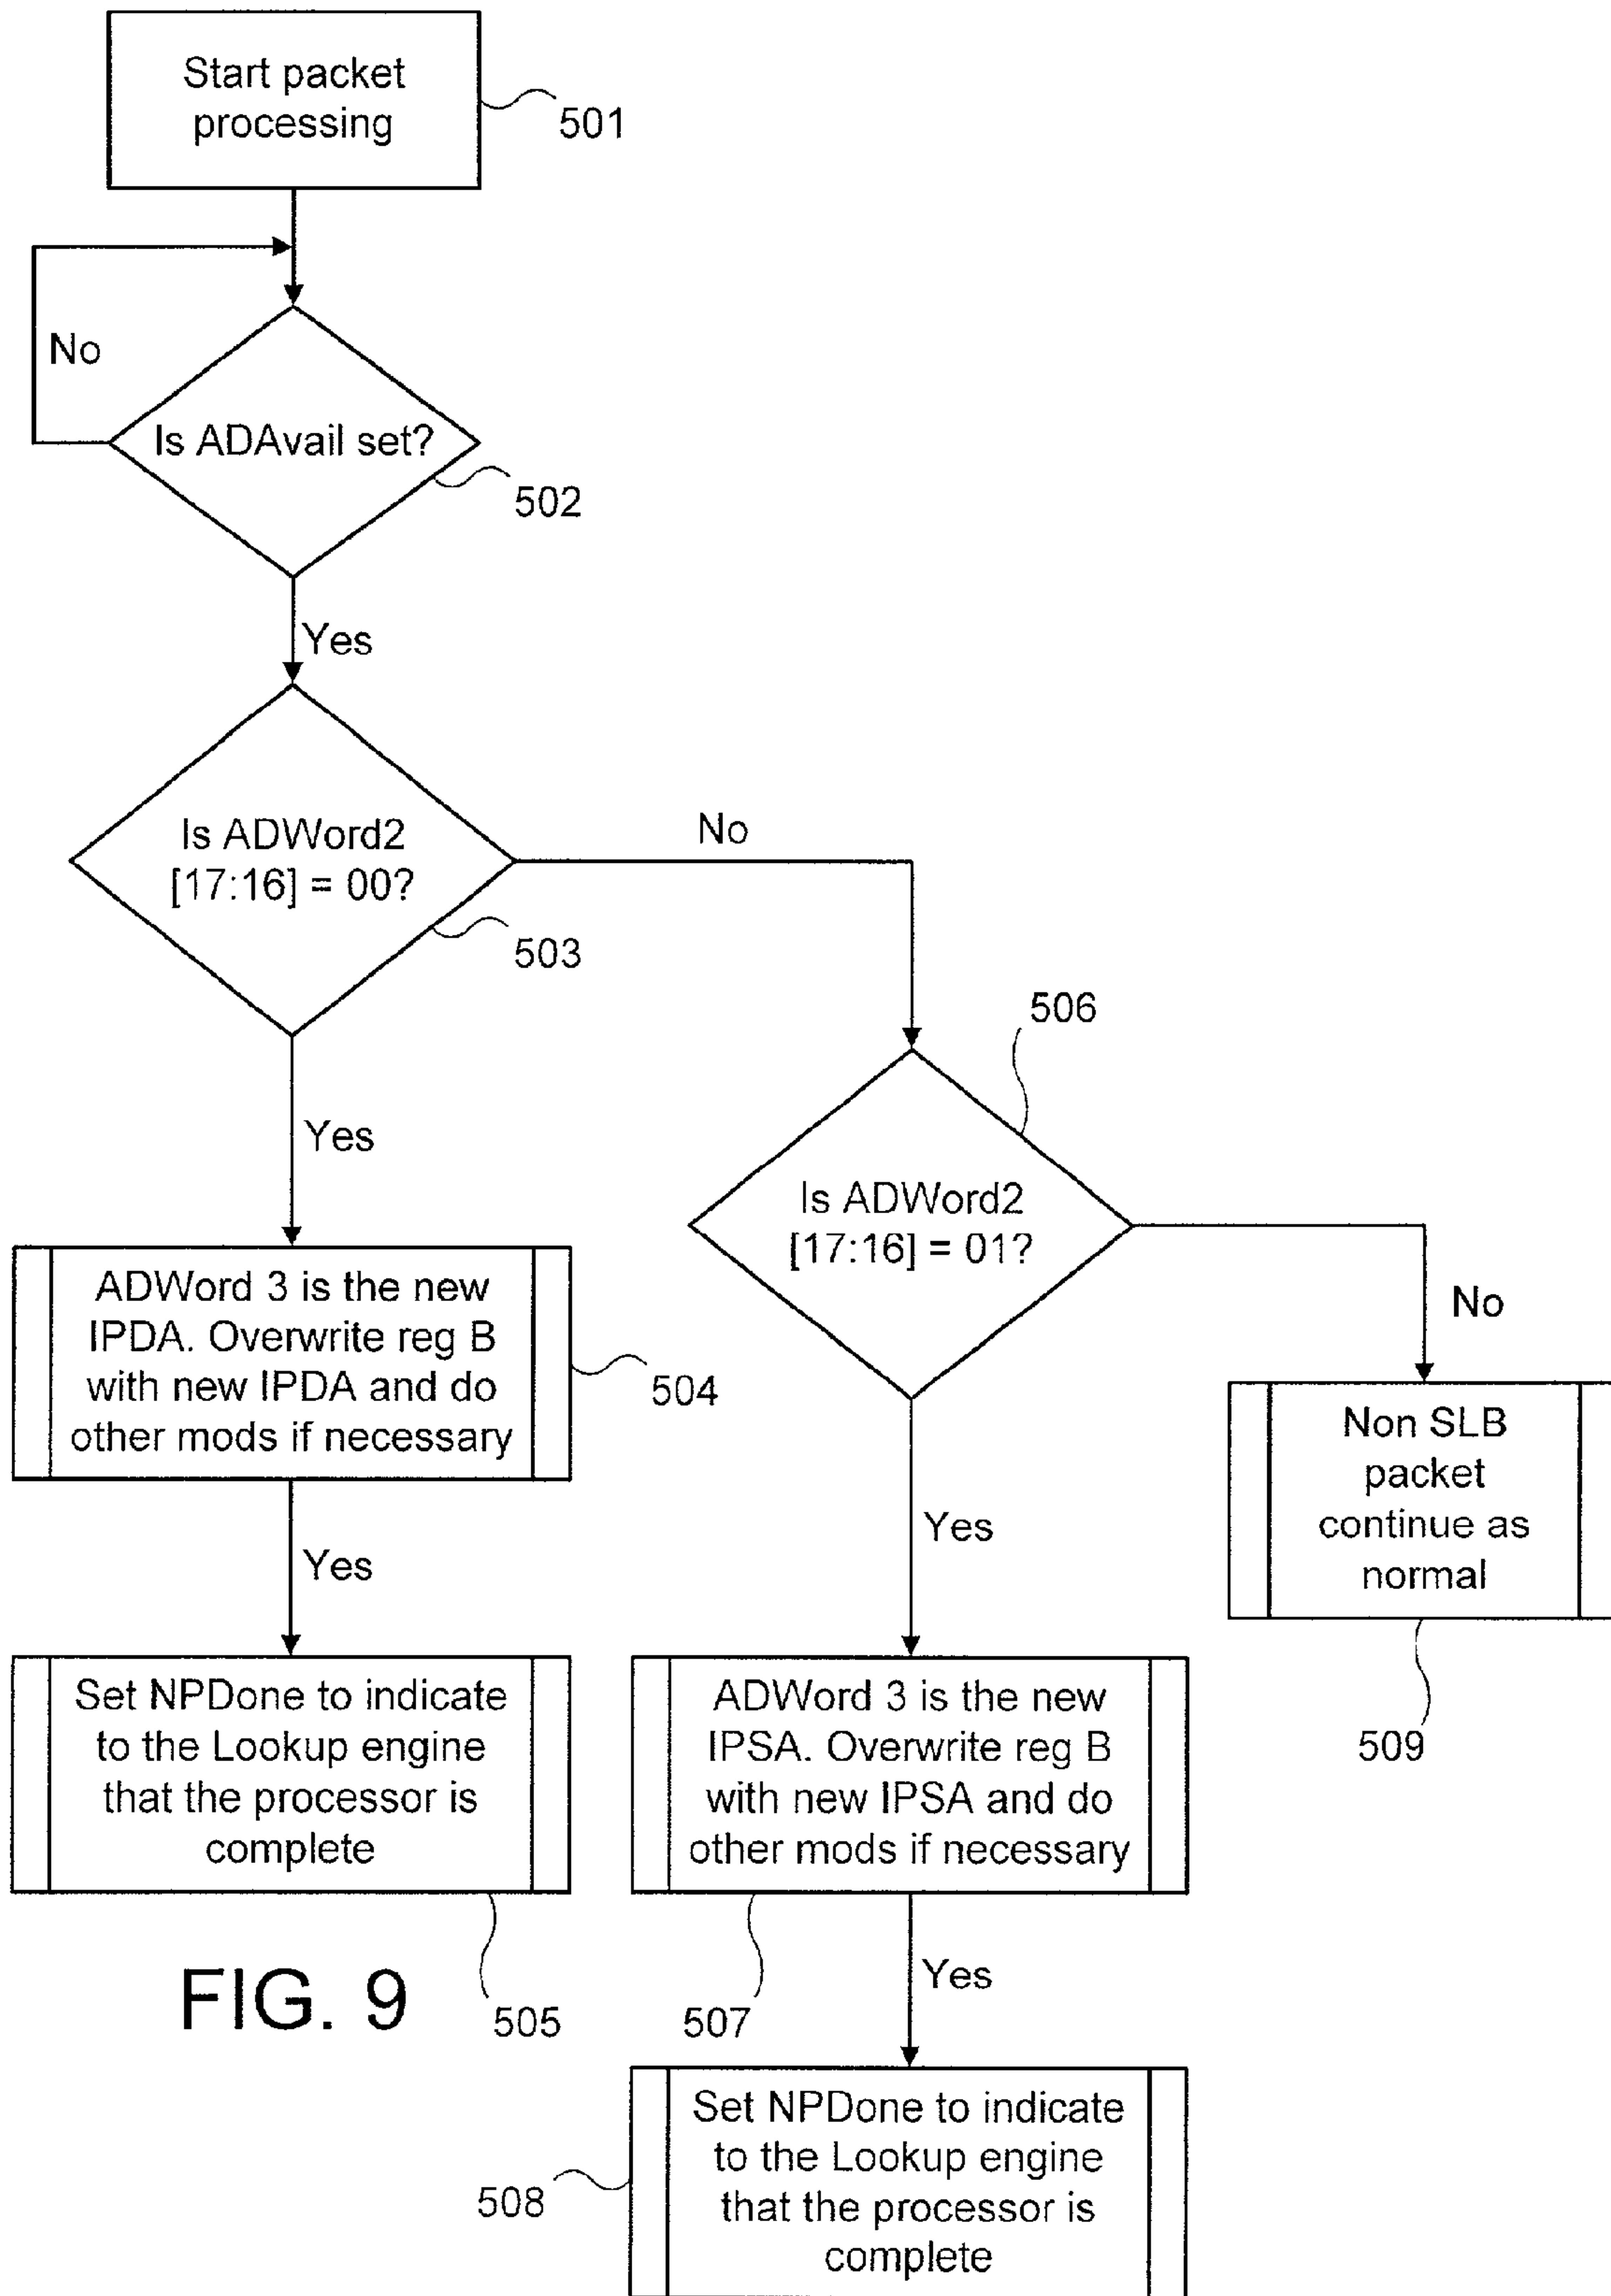 Start packet
processing
501
No
Is ADAvail set?
502
Yes
Is ADWord2
[17:16] = 00?
503
No
Yes
506
Is ADWord2
[17:16] = 01?
No
ADWord 3 is the new
IPDA. Overwrite reg B
with new IPDA and do
other mods if necessary
504
Non SLB
packet
continue as
normal
509
Yes
Yes
Set NPDone to indicate
to the Lookup engine
that the processor is
complete
505
ADWord 3 is the new
IPSA. Overwrite reg B
with new IPSA and do
other mods if necessary
507
Yes
FIG. 9
Set NPDone to indicate
to the Lookup engine
that the processor is
complete
508